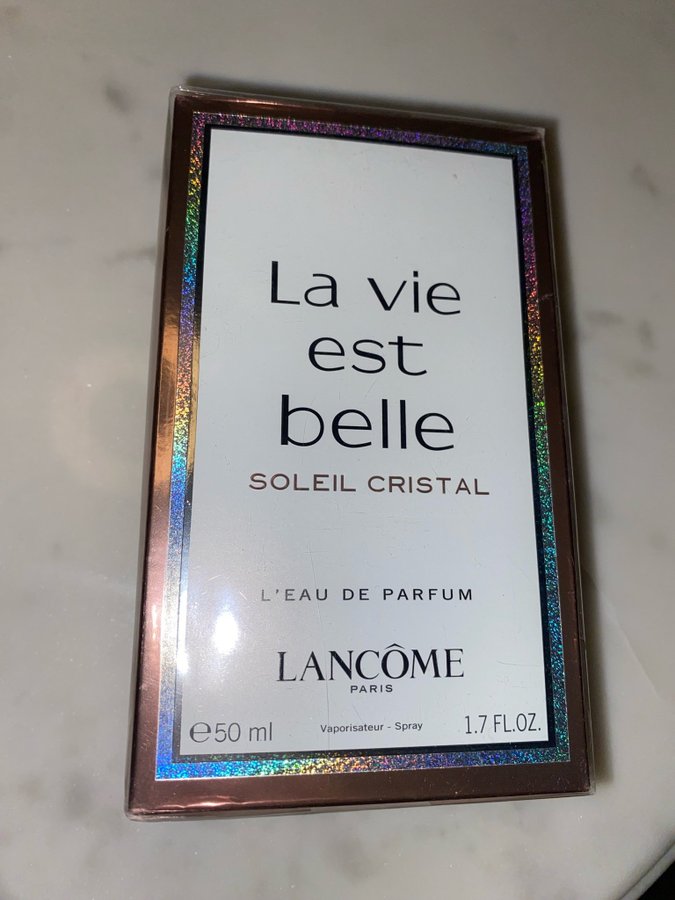 La vie
est
belle
SOLEIL CRISTAL
L'EAU DE PARFUM
LANCÔME
PARIS
℮50 ml Vaporisateur - Spray 1.7 FL.OZ.